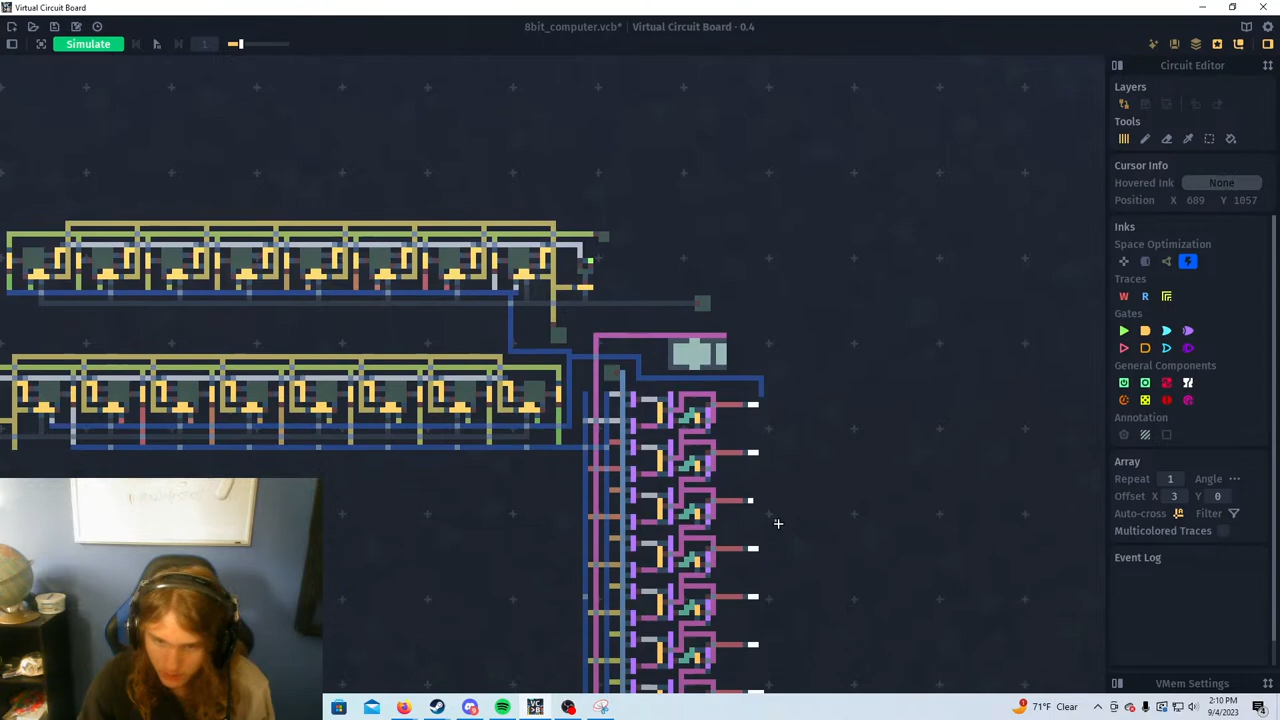 Virtual Circuit Board
8bit_computer.vcb* | Virtual Circuit Board • 0.4
Simulate
1
Circuit Editor
Layers
Tools
Cursor Info
Hovered Ink None
Position X 689 Y 1057
Inks
Space Optimization
Traces
W R
Gates
General Components
Annotation
Array
Repeat 1 Angle
Offset X 3 Y 0
Auto-cross Filter
Multicolored Traces
Event Log
VMem Settings
VC
>B
71°F Clear
2:10 PM
9/4/2023